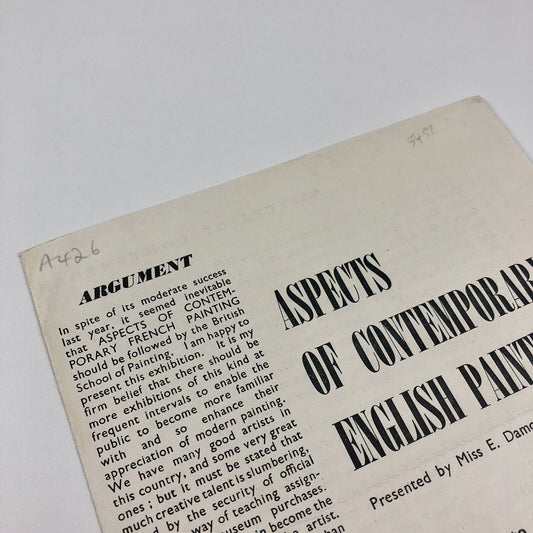 A426
5456
ARGUMENT
In spite of its moderate success
last year, it seemed inevitable
that ASPECTS OF CONTEM-
PORARY FRENCH PAINTING
should be followed by the British
School of Painting. I am happy to
present this exhibition. It is my
firm belief that there should be
more exhibitions of this kind at
frequent intervals to enable the
public to become more familiar
with and so enhance their
appreciation of modern painting.
We have many good artists in
this country, and some very great
ones ; but it must be stated that
much creative talent is slumbering,
by the security of official
way of teaching assign-
museum purchases.
in become the
artist.
ASPECTS
OF CONTEMPORAR
ENGLISH PAINT
Presented by Miss E.